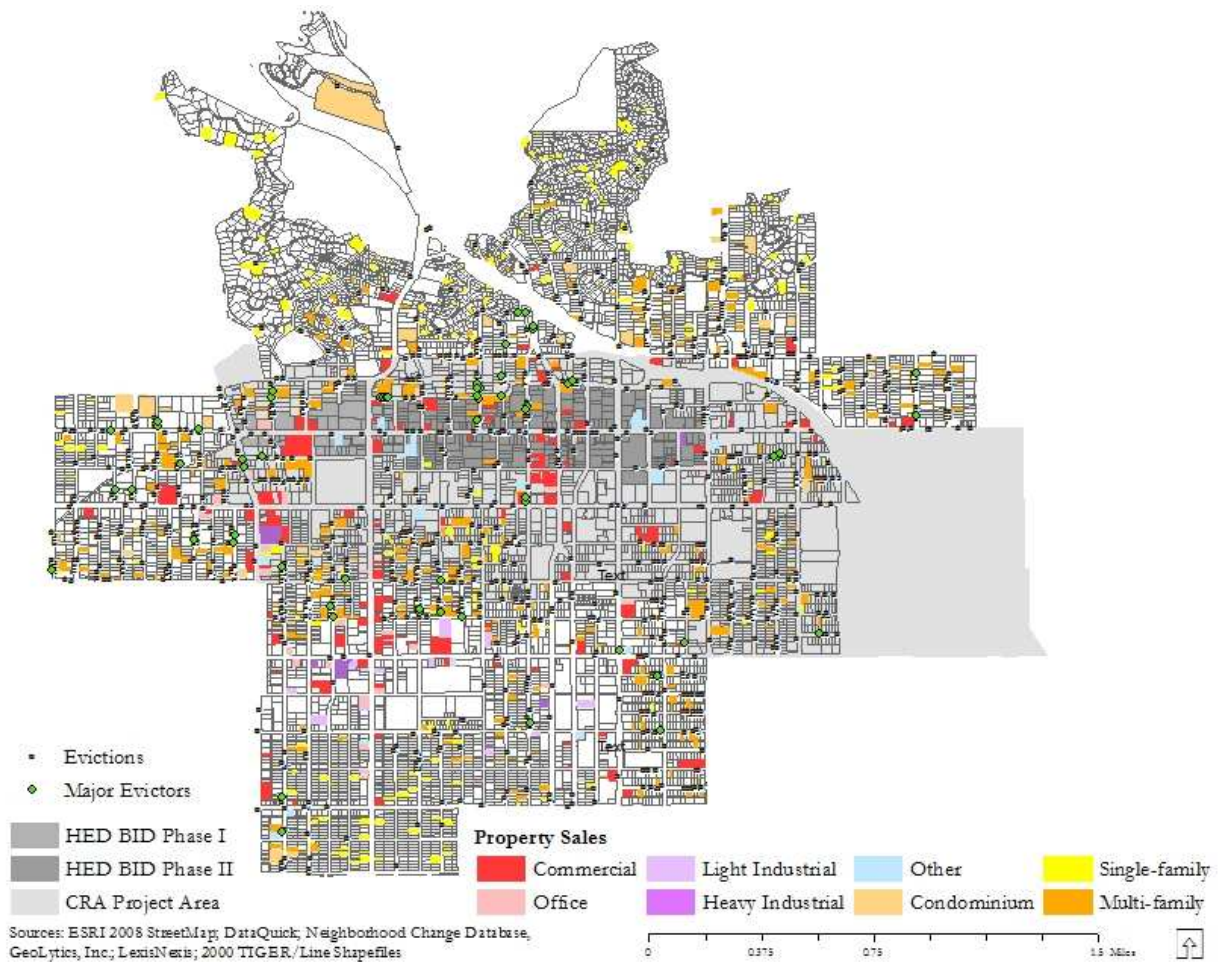 Text
Text
Evictions
Major Evictors
HED BID Phase I
HED BID Phase II
CRA Project Area
Property Sales
Commercial
Light Industrial
Other
Single-family
Office
Heavy Industrial
Condominium
Multi-family
Sources: ESRI 2008 StreetMap; DataQuick; Neighborhood Change Database,
GeoLytics, Inc.; LexisNexis; 2000 TIGER/Line Shapefiles
0 0.375 0.75 1.5 Miles